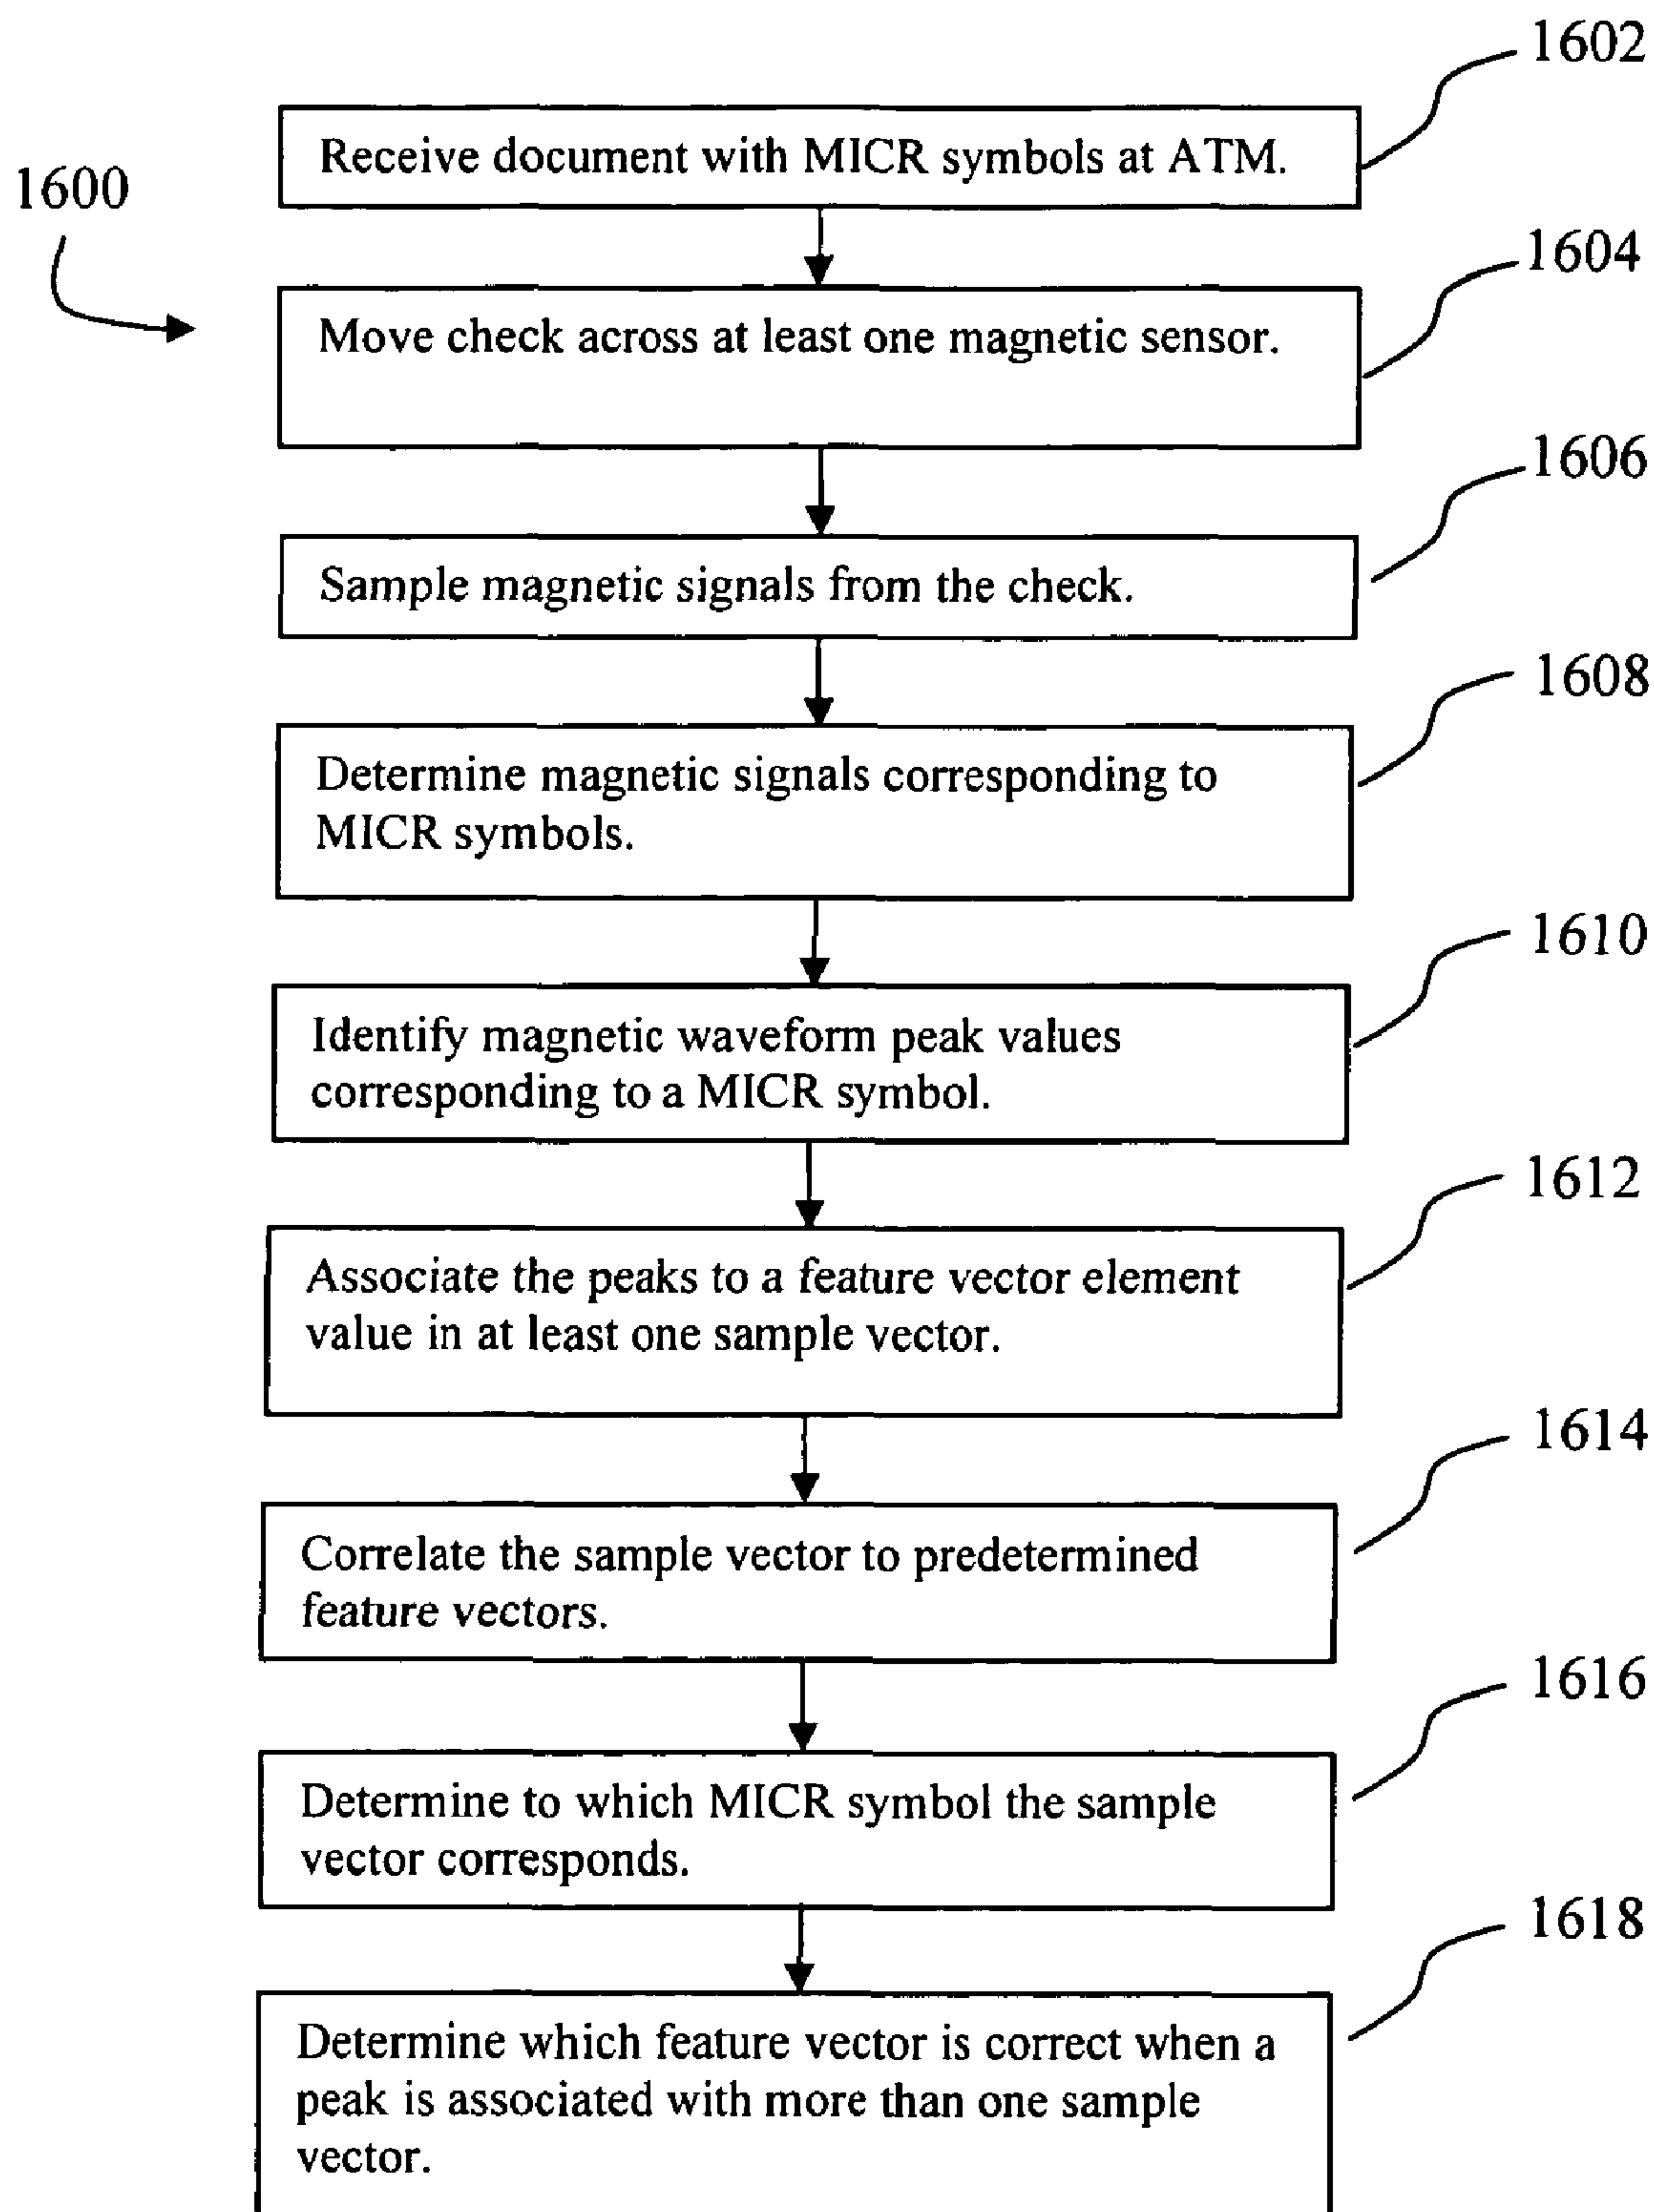 1602
Receive document with MICR symbols at ATM.
1600
1604
Move check across at least one magnetic sensor.
1606
Sample magnetic signals from the check.
1608
Determine magnetic signals corresponding to
MICR symbols.
1610
Identify magnetic waveform peak values
corresponding to a MICR symbol.
1612
Associate the peaks to a feature vector element
value in at least one sample vector.
1614
Correlate the sample vector to predetermined
feature vectors.
1616
Determine to which MICR symbol the sample
vector corresponds.
1618
Determine which feature vector is correct when a
peak is associated with more than one sample
vector.